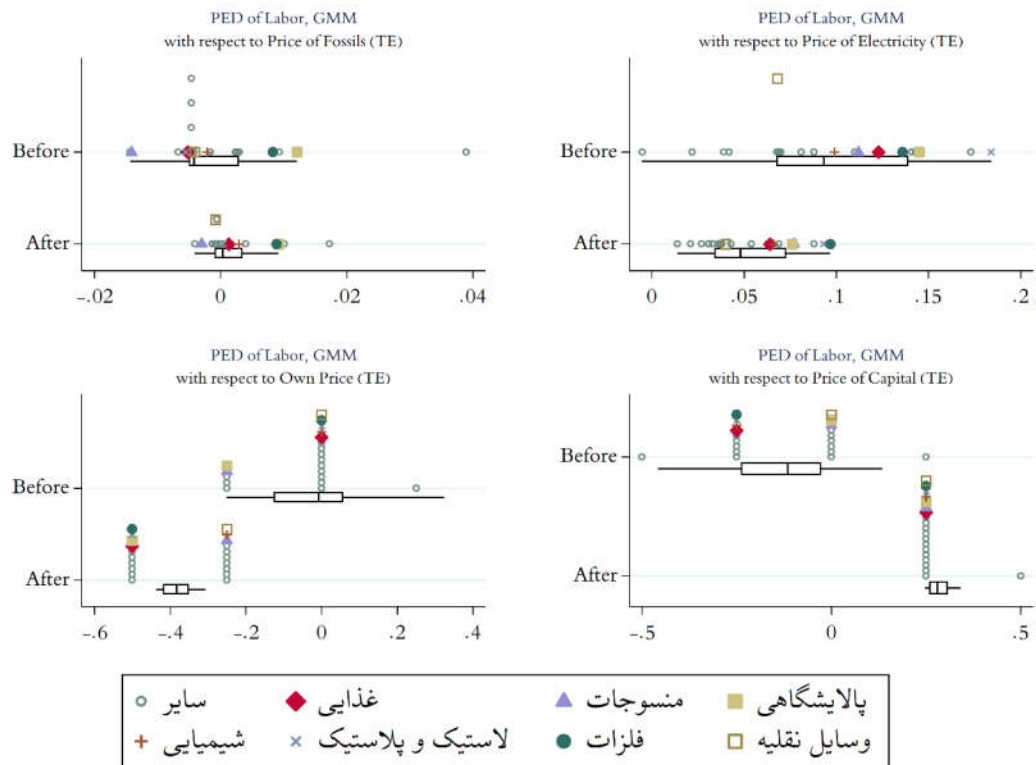 PED of Labor, GMM
with respect to Price of Fossils (TE)
Before
After
-.02 0 .02 .04
PED of Labor, GMM
with respect to Price of Electricity (TE)
Before
After
0 .05 .1 .15 .2
PED of Labor, GMM
with respect to Own Price (TE)
Before
After
-.6 -.4 -.2 0 .2 .4
PED of Labor, GMM
with respect to Price of Capital (TE)
Before
After
-.5 0 .5
سایر غذایی منسوجات پالایشگاهی
شیمیایی لاستیک و پلاستیک فلزات وسایل نقلیه